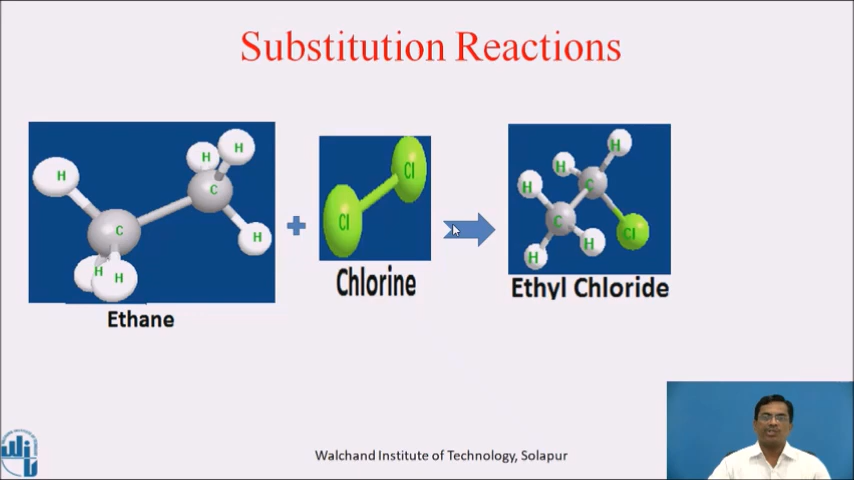 Substitution Reactions
H
H
H
C
H
C
H
H
+
Cl
Cl
H
H
C
H
C
H
H
Cl
Chlorine
Ethyl Chloride
Ethane
Walchand Institute of Technology, Solapur